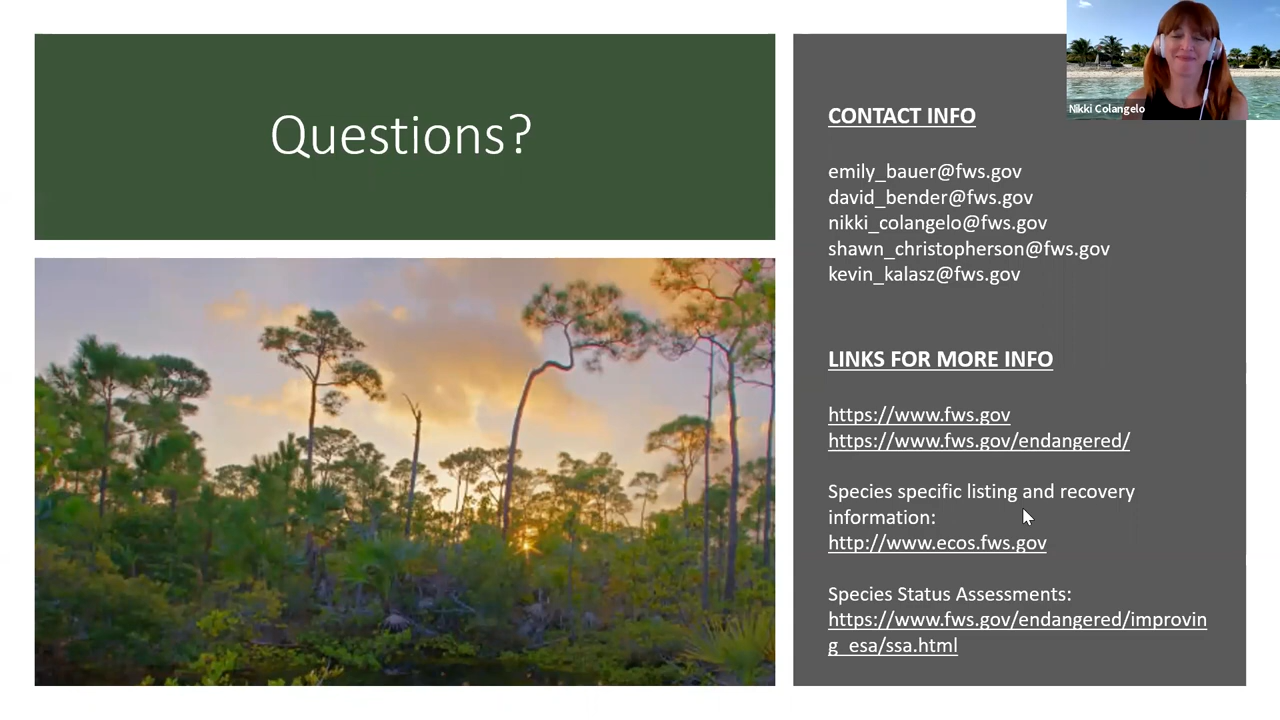 Questions?
CONTACT INFO
emily_bauer@fws.gov
david_bender@fws.gov
nikki_colangelo@fws.gov
shawn_christopherson@fws.gov
kevin_kalasz@fws.gov
LINKS FOR MORE INFO
https://www.fws.gov
https://www.fws.gov/endangered/
Species specific listing and recovery
information:
http://www.ecos.fws.gov
Species Status Assessments:
https://www.fws.gov/endangered/improvin
g_esa/ssa.html
Nikki Colangelo